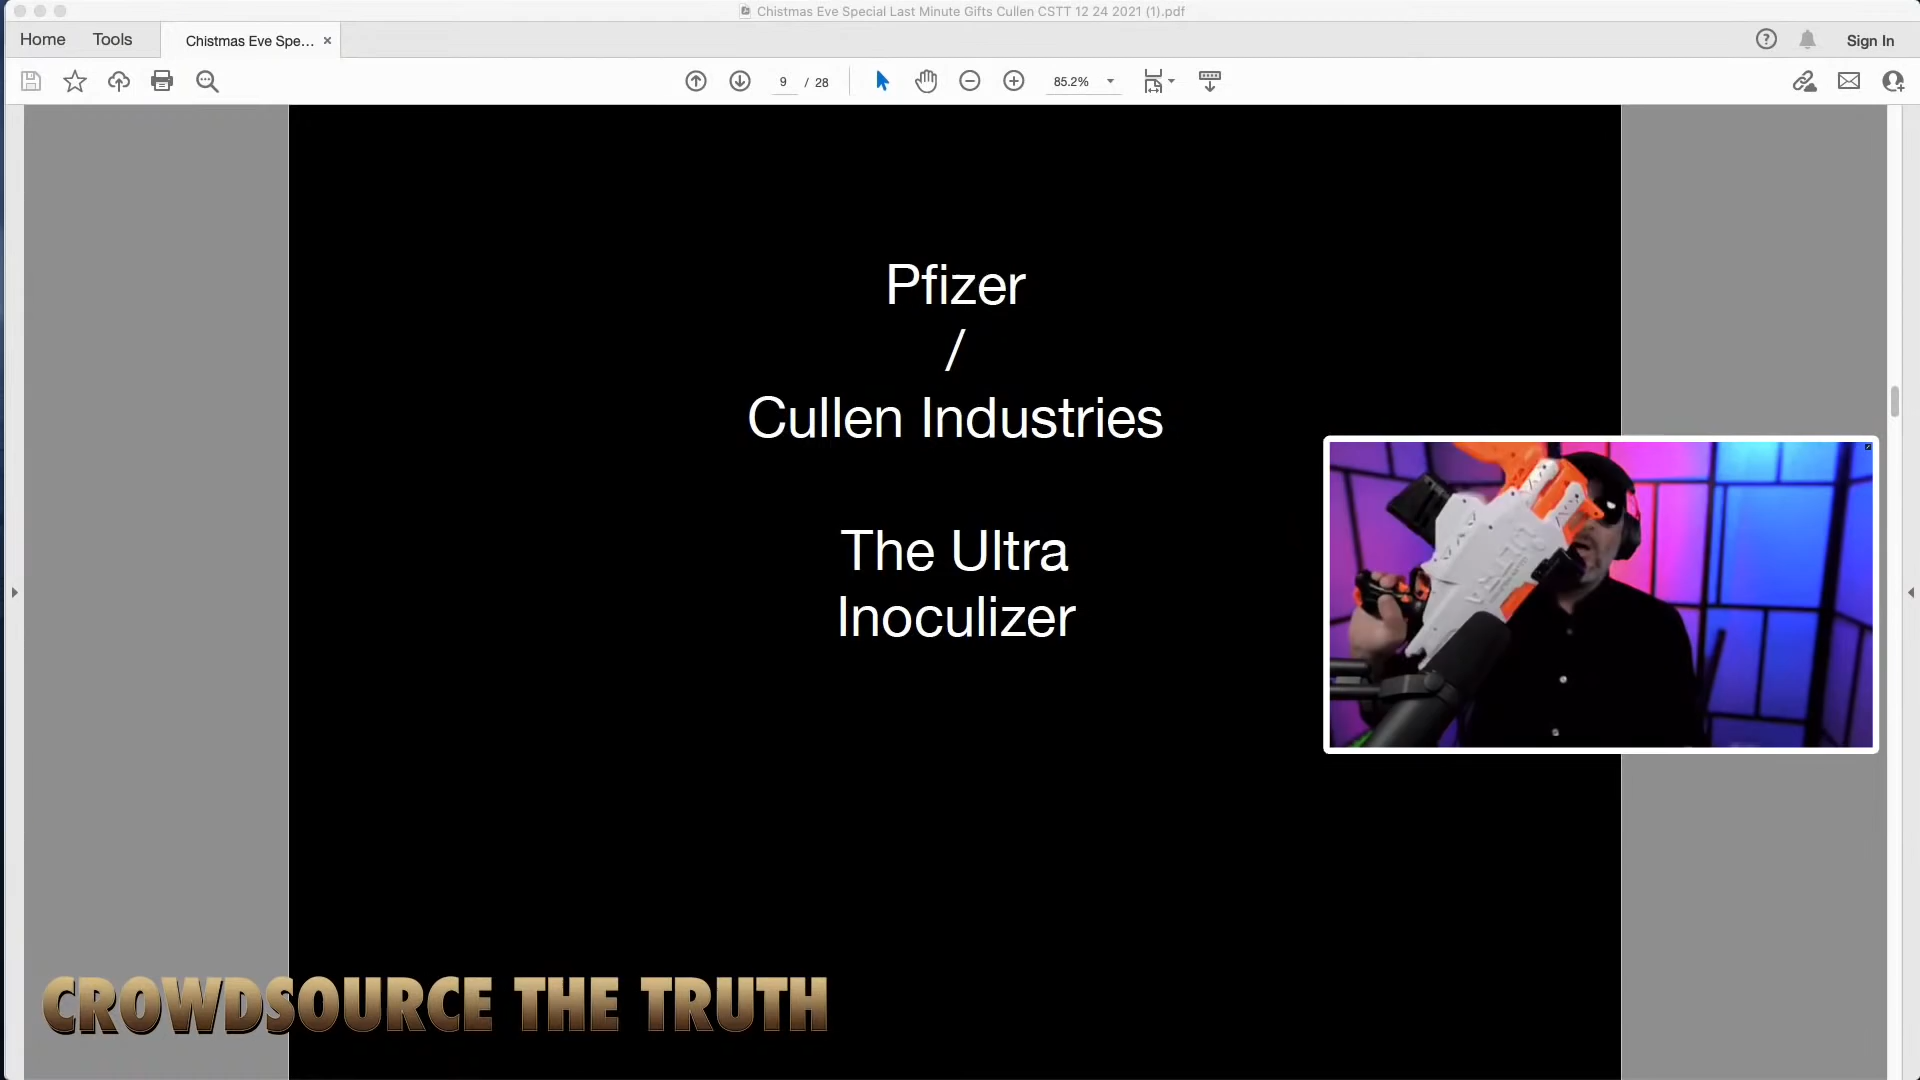 Chistmas Eve Special Last Minute Gifts Cullen CSTT 12 24 2021 (1).pdf
Home
Tools
Chistmas Eve Spe...
Sign In
9 / 28
85.2%
Pfizer
/
Cullen Industries
The Ultra
Inoculizer
CROWDSOURCE THE TRUTH